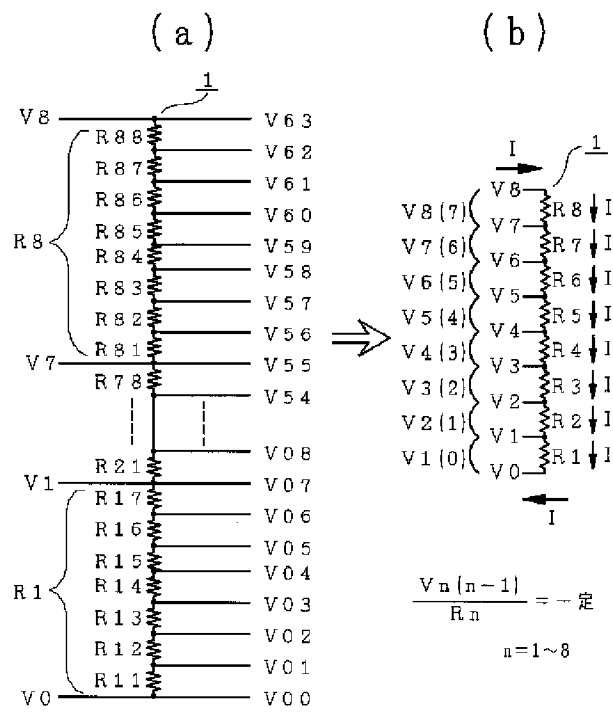 (a)
1
V8
V63
R88
V62
R87
V61
R86
V60
R85
R8
V59
R84
V58
R83
V57
R82
V56
R81
V7
V55
R78
V54
V08
R21
V1
V07
R17
V06
R16
V05
R15
V04
R1
R14
V03
R13
V02
R12
V01
R11
V0
V00
(b)
I
1
V8
V8(7)
R8
I
V7
V7(6)
R7
I
V6
V6(5)
R6
I
V5
V5(4)
R5
I
V4
V4(3)
R4
I
V3
V3(2)
R3
I
V2
V2(1)
R2
I
V1
V1(0)
R1
I
V0
I
Vn(n-1)
Rn
=一定
n=1~8